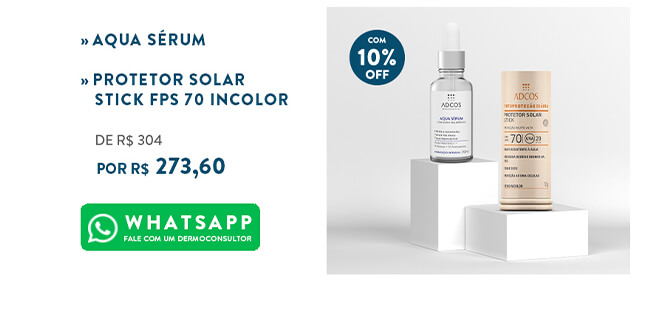 » AQUA SÉRUM
» PROTETOR SOLAR
STICK FPS 70 INCOLOR
DE R$ 304
POR R$ 273,60
WHATSAPP
FALE COM UM DERMOCONSULTOR
COM
10%
OFF
ADCOS
AQUA SÉRUM
ADCOS
PROTETOR SOLAR
STICK
70